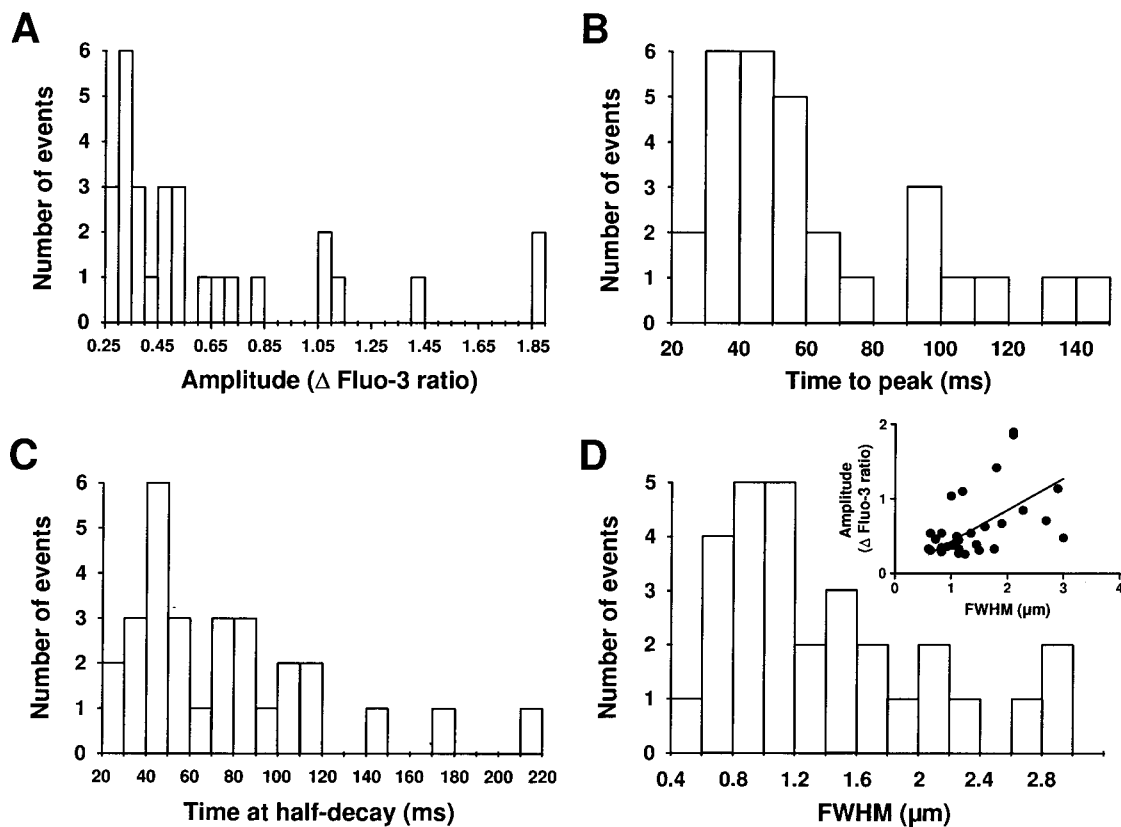 A
Number of events
6
5
4
3
2
1
0
0.25 0.45 0.65 0.85 1.05 1.25 1.45 1.65 1.85
Amplitude (Δ Fluo-3 ratio)
B
Number of events
6
5
4
3
2
1
0
20 40 60 80 100 120 140
Time to peak (ms)
C
Number of events
6
5
4
3
2
1
0
20 40 60 80 100 120 140 160 180 200 220
Time at half-decay (ms)
D
Number of events
5
4
3
2
1
0
0.4 0.8 1.2 1.6 2 2.4 2.8
FWHM (µm)
Amplitude
(Δ Fluo-3 ratio)
2
1
0
0 1 2 3 4
FWHM (µm)